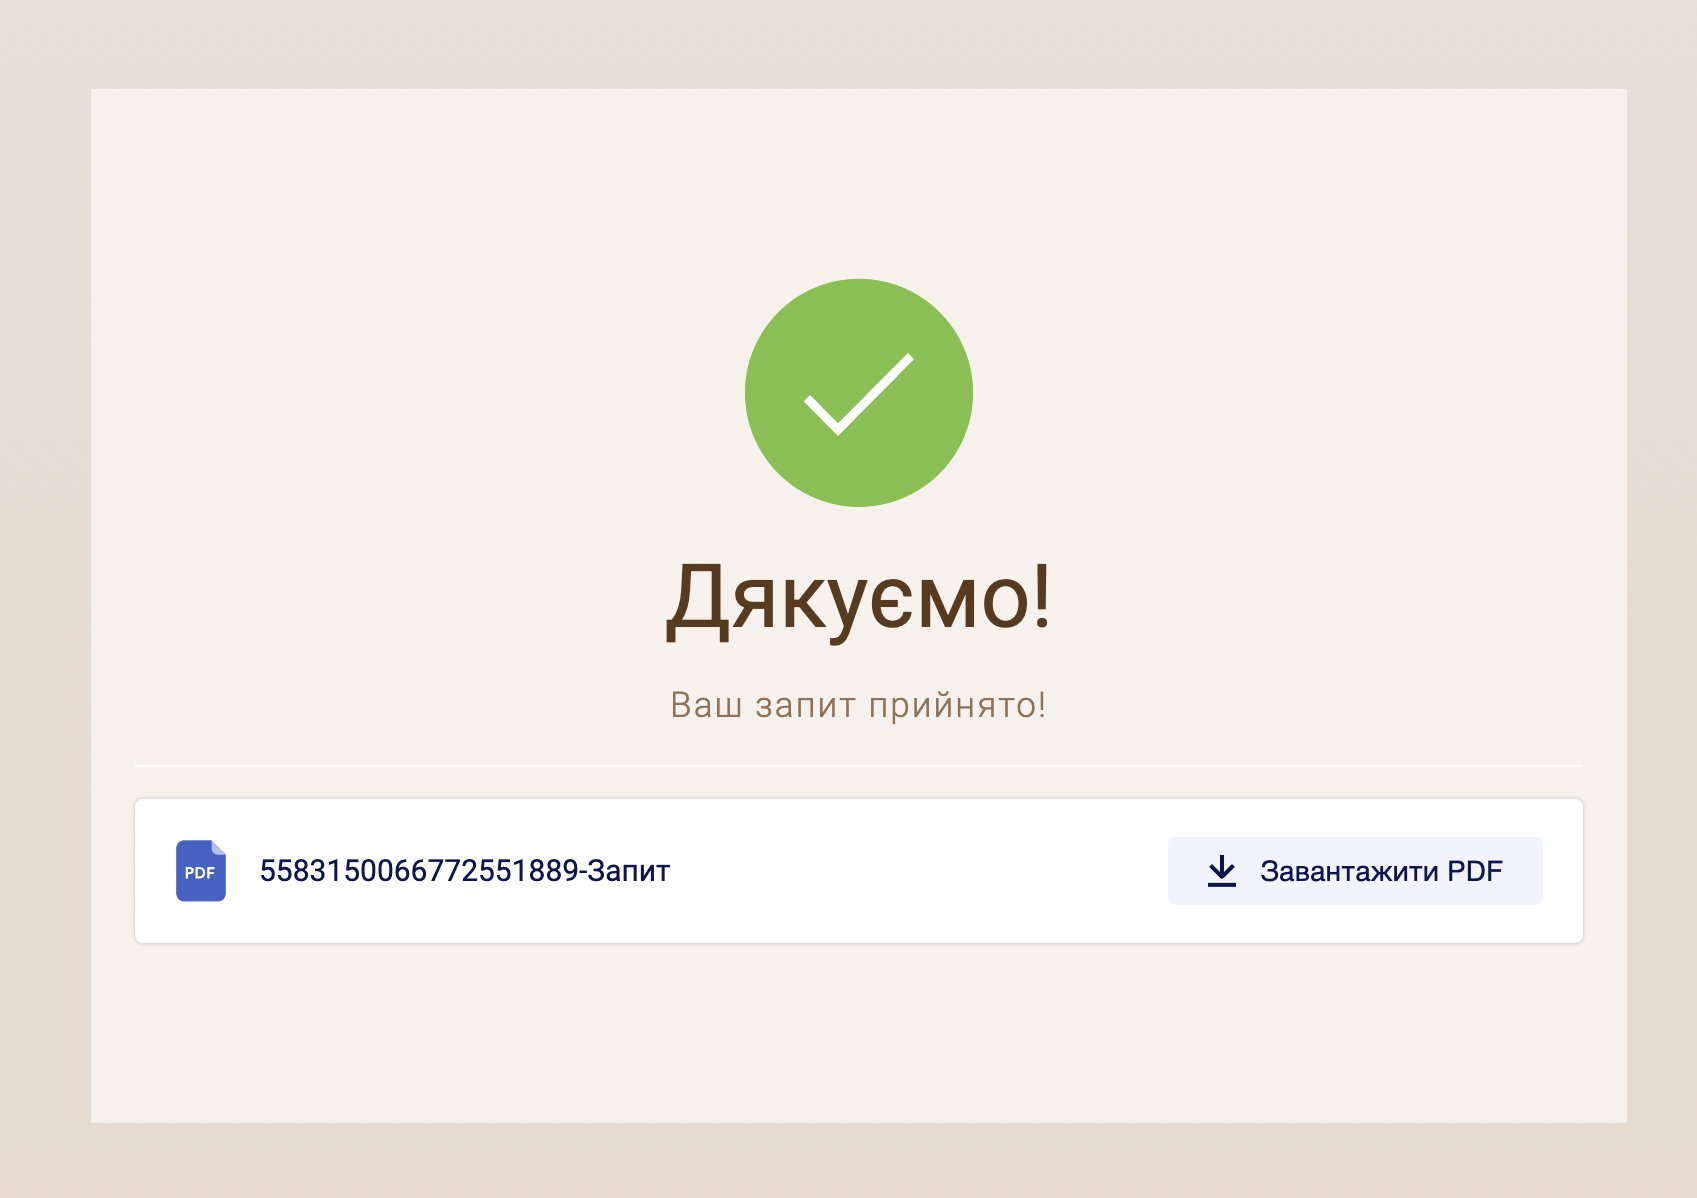 Дякуємо!
Ваш запит прийнято!
PDF
5583150066772551889-Запит
Завантажити PDF